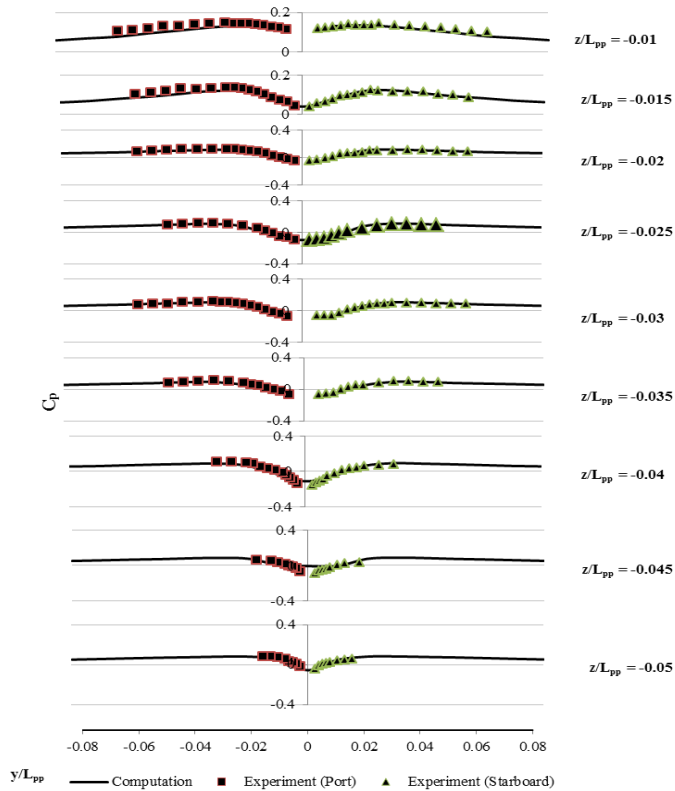 0.2
0
z/Lpp = -0.01
0.2
0
z/Lpp = -0.015
0.4
-0.4
z/Lpp = -0.02
0.4
0
-0.4
z/Lpp = -0.025
0.4
0
-0.4
z/Lpp = -0.03
0.4
0
-0.4
z/Lpp = -0.035
Cp
0.4
0
-0.4
z/Lpp = -0.04
0.4
-0.4
z/Lpp = -0.045
0.4
-0.4
z/Lpp = -0.05
-0.08 -0.06 -0.04 -0.02 0 0.02 0.04 0.06 0.08
y/Lpp
Computation Experiment (Port) Experiment (Starboard)